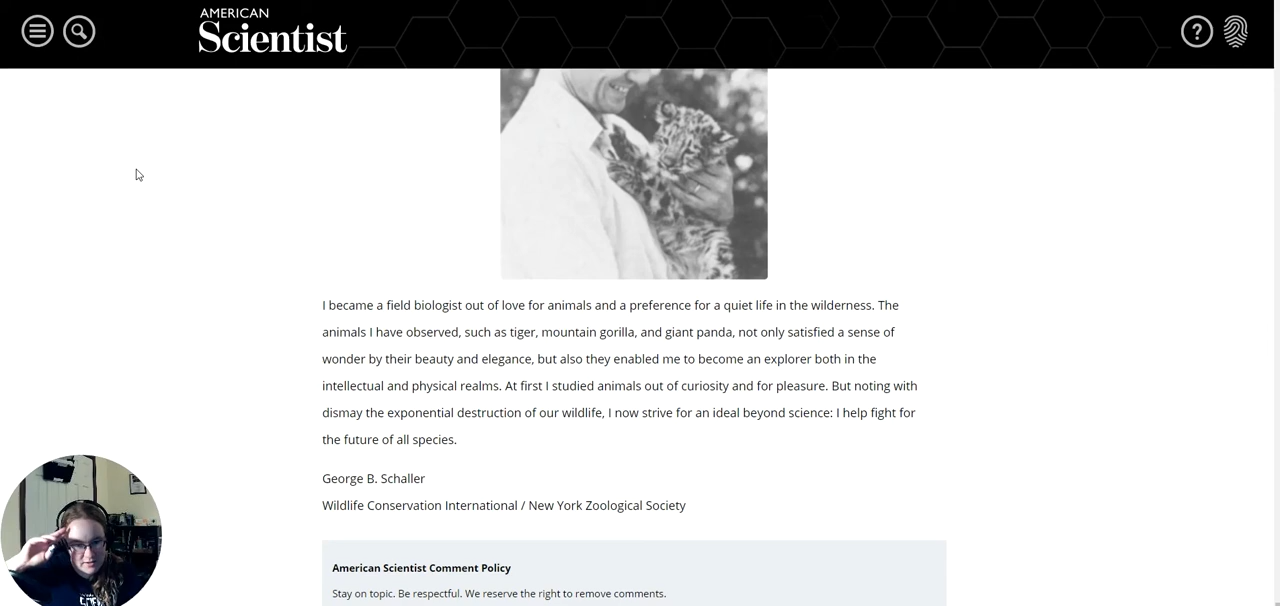 AMERICAN
Scientist
?
I became a field biologist out of love for animals and a preference for a quiet life in the wilderness. The
animals I have observed, such as tiger, mountain gorilla, and giant panda, not only satisfied a sense of
wonder by their beauty and elegance, but also they enabled me to become an explorer both in the
intellectual and physical realms. At first I studied animals out of curiosity and for pleasure. But noting with
dismay the exponential destruction of our wildlife, I now strive for an ideal beyond science: I help fight for
the future of all species.
George B. Schaller
Wildlife Conservation International / New York Zoological Society
American Scientist Comment Policy
Stay on topic. Be respectful. We reserve the right to remove comments.